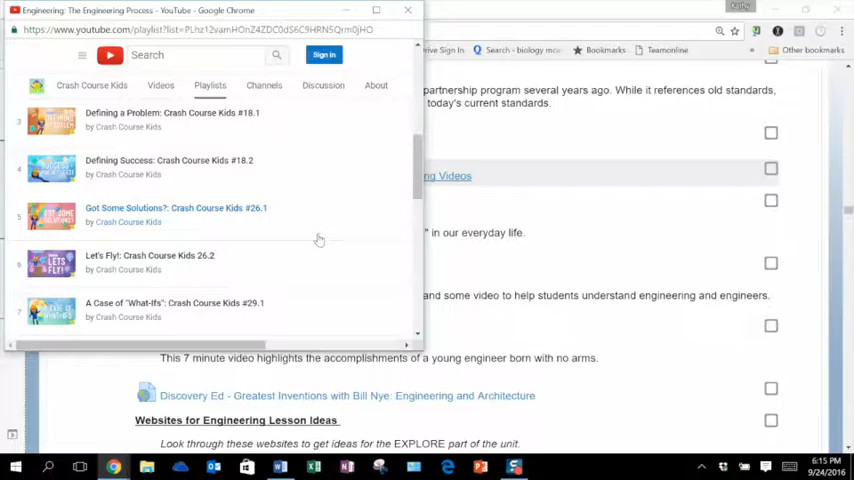 Engineering: The Engineering Process - YouTube - Google Chrome
Kathy
https://www.youtube.com/playlist?list=PLhz12vamHOnZ4ZDC0dS6C9HRN5Qrm0jHO
Search
Sign in
Drive Sign In
Search - biology mo
Bookmarks
Teamonline
Other bookmarks
Crash Course Kids
Videos
Playlists
Channels
Discussion
About
partnership program several years ago. While it references old standards,
today's current standards.
3
Defining a Problem: Crash Course Kids #18.1
by Crash Course Kids
4
Defining Success: Crash Course Kids #18.2
by Crash Course Kids
ng Videos
5
Got Some Solutions?: Crash Course Kids #26.1
by Crash Course Kids
" in our everyday life.
6
Let's Fly!: Crash Course Kids 26.2
by Crash Course Kids
and some video to help students understand engineering and engineers.
7
A Case of "What-Ifs": Crash Course Kids #29.1
by Crash Course Kids
This 7 minute video highlights the accomplishments of a young engineer born with no arms.
Discovery Ed - Greatest Inventions with Bill Nye: Engineering and Architecture
Websites for Engineering Lesson Ideas
Look through these websites to get ideas for the EXPLORE part of the unit.
6:15 PM
9/24/2016